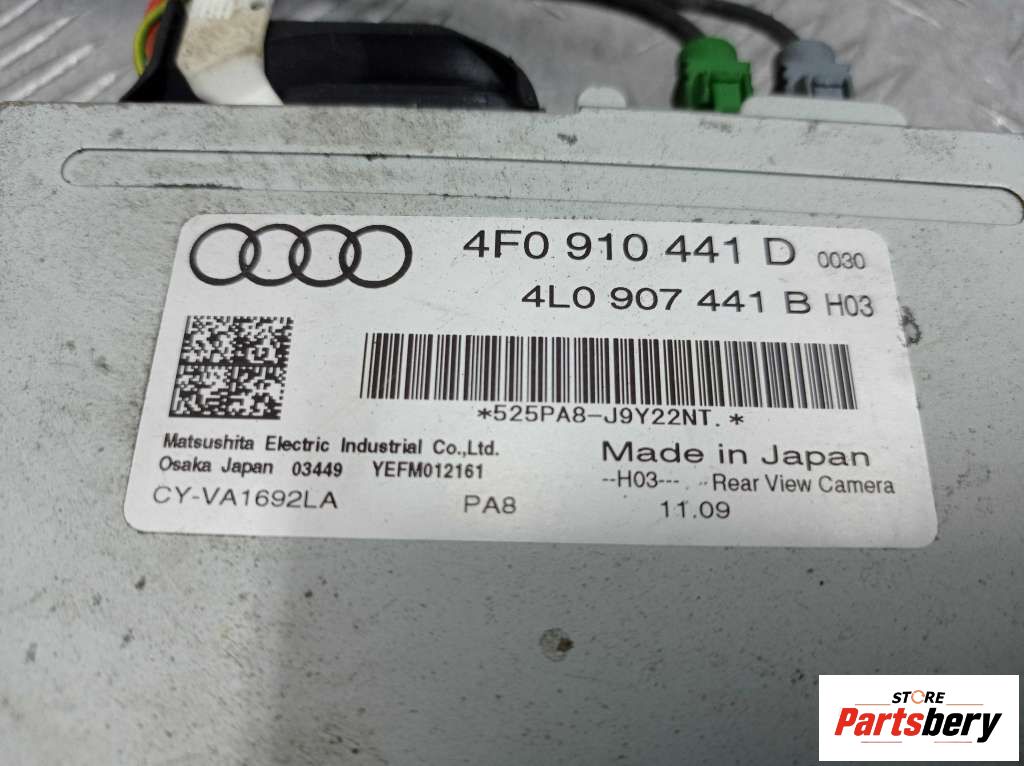 4F0 910 441 D 0030
4L0 907 441 B H03
*525PA8-J9Y22NT.*
Matsushita Electric Industrial Co.,Ltd.
Osaka Japan 03449 YEFM012161
CY-VA1692LA PA8
Made in Japan
--H03--- . --Rear View Camera
11.09
STORE
Partsbery